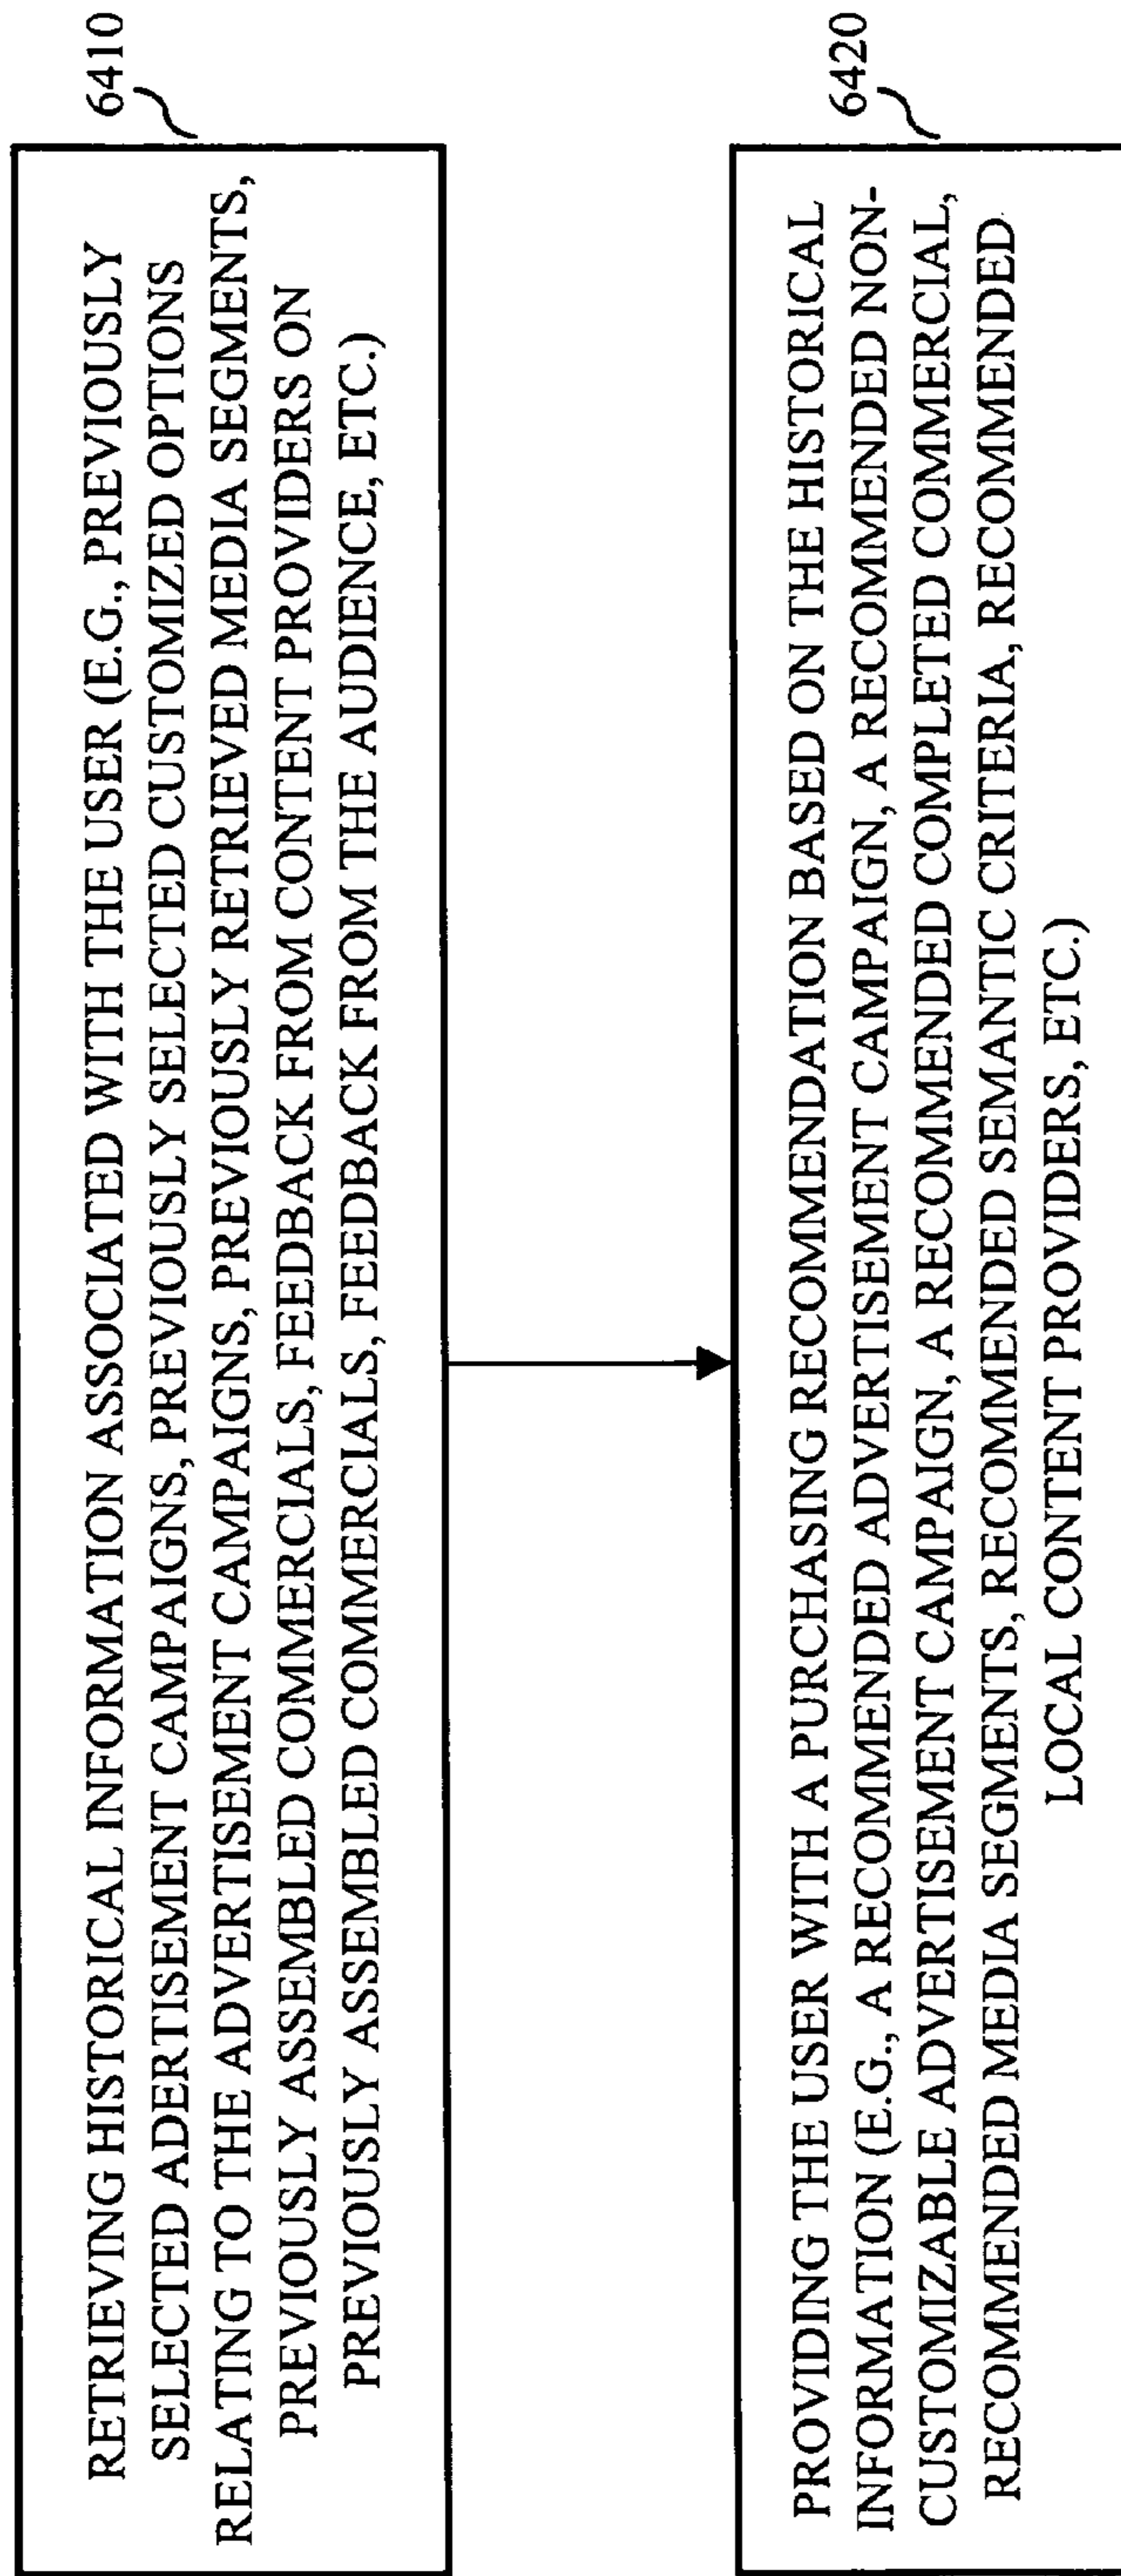 6410
RETRIEVING HISTORICAL INFORMATION ASSOCIATED WITH THE USER (E.G., PREVIOUSLY
SELECTED ADERTISEMENT CAMPAIGNS, PREVIOUSLY SELECTED CUSTOMIZED OPTIONS
RELATING TO THE ADVERTISEMENT CAMPAIGNS, PREVIOUSLY RETRIEVED MEDIA SEGMENTS,
PREVIOUSLY ASSEMBLED COMMERCIALS, FEEDBACK FROM CONTENT PROVIDERS ON
PREVIOUSLY ASSEMBLED COMMERCIALS, FEEDBACK FROM THE AUDIENCE, ETC.)
6420
PROVIDING THE USER WITH A PURCHASING RECOMMENDATION BASED ON THE HISTORICAL
INFORMATION (E.G., A RECOMMENDED ADVERTISEMENT CAMPAIGN, A RECOMMENDED NON-
CUSTOMIZABLE ADVERTISEMENT CAMPAIGN, A RECOMMENDED COMPLETED COMMERCIAL,
RECOMMENDED MEDIA SEGMENTS, RECOMMENDED SEMANTIC CRITERIA, RECOMMENDED
LOCAL CONTENT PROVIDERS, ETC.)